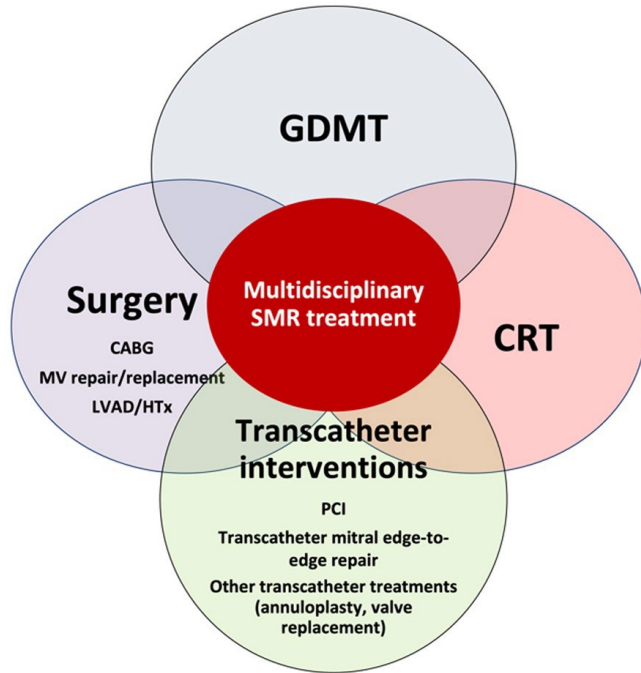 GDMT
Multidisciplinary
SMR treatment
Surgery
CABG
MV repair/replacement
LVAD/HTx
CRT
Transcatheter
interventions
PCI
Transcatheter mitral edge-to-
edge repair
Other transcatheter treatments
(annuloplasty, valve
replacement)